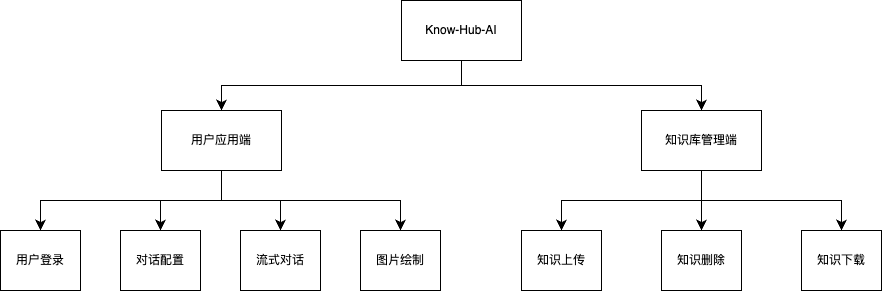 Know-Hub-AI
用户应用端
知识库管理端
用户登录
对话配置
流式对话
图片绘制
知识上传
知识删除
知识下载